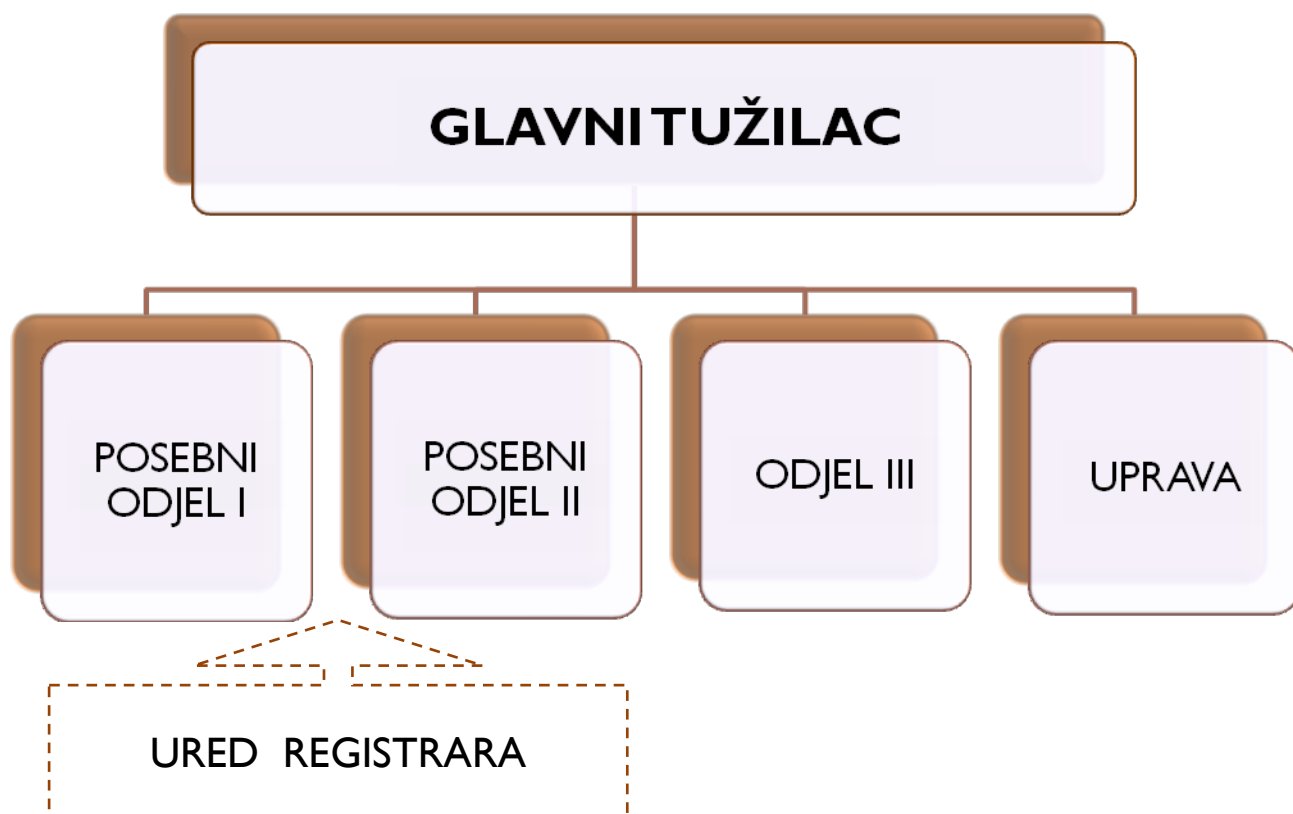 GLAVNI TUŽILAC
POSEBNI
ODJEL I
POSEBNI
ODJEL II
ODJEL III
UPRAVA
URED REGISTRARA